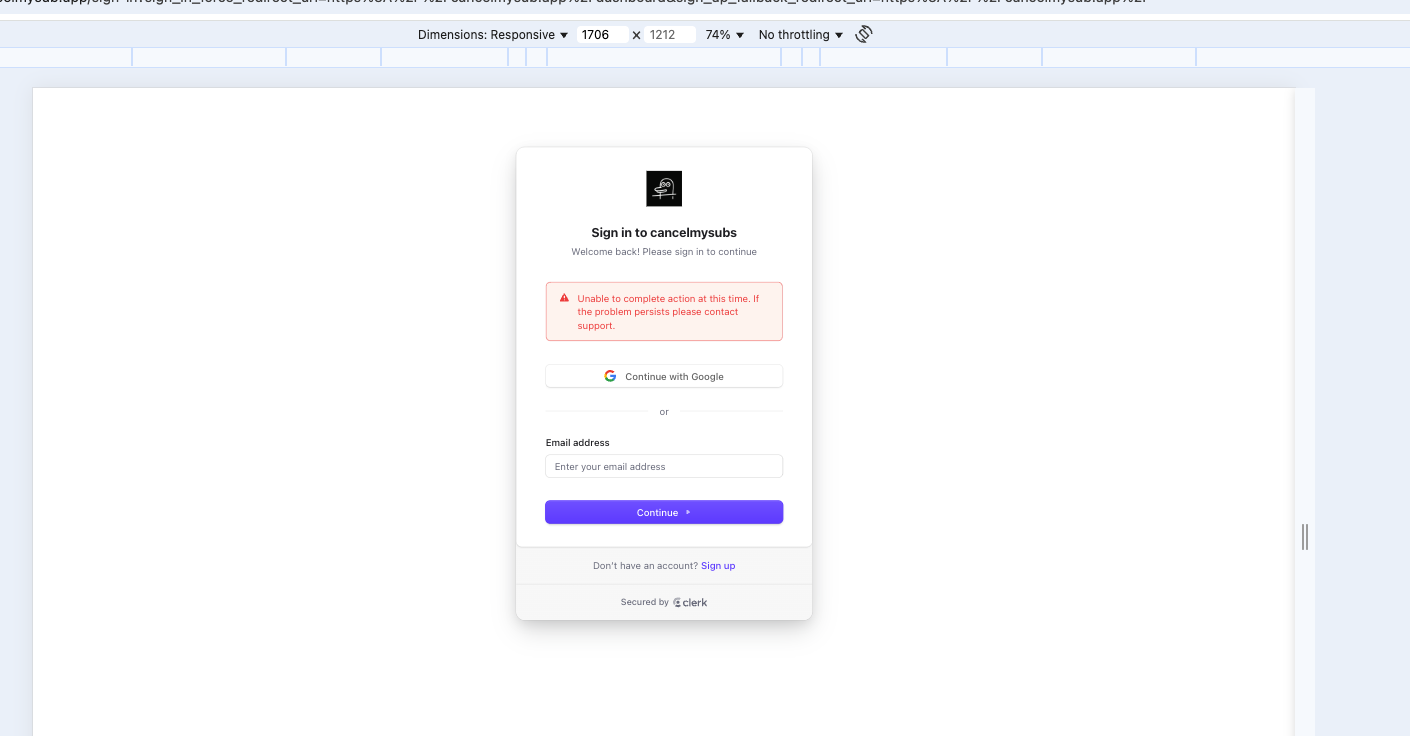 Dimensions: Responsive ▼ 1706 × 1212 74% ▼ No throttling ▼
Sign in to cancelmysubs
Welcome back! Please sign in to continue
Unable to complete action at this time. If
the problem persists please contact
support.
Continue with Google
or
Email address
Enter your email address
Continue
Don't have an account? Sign up
Secured by clerk